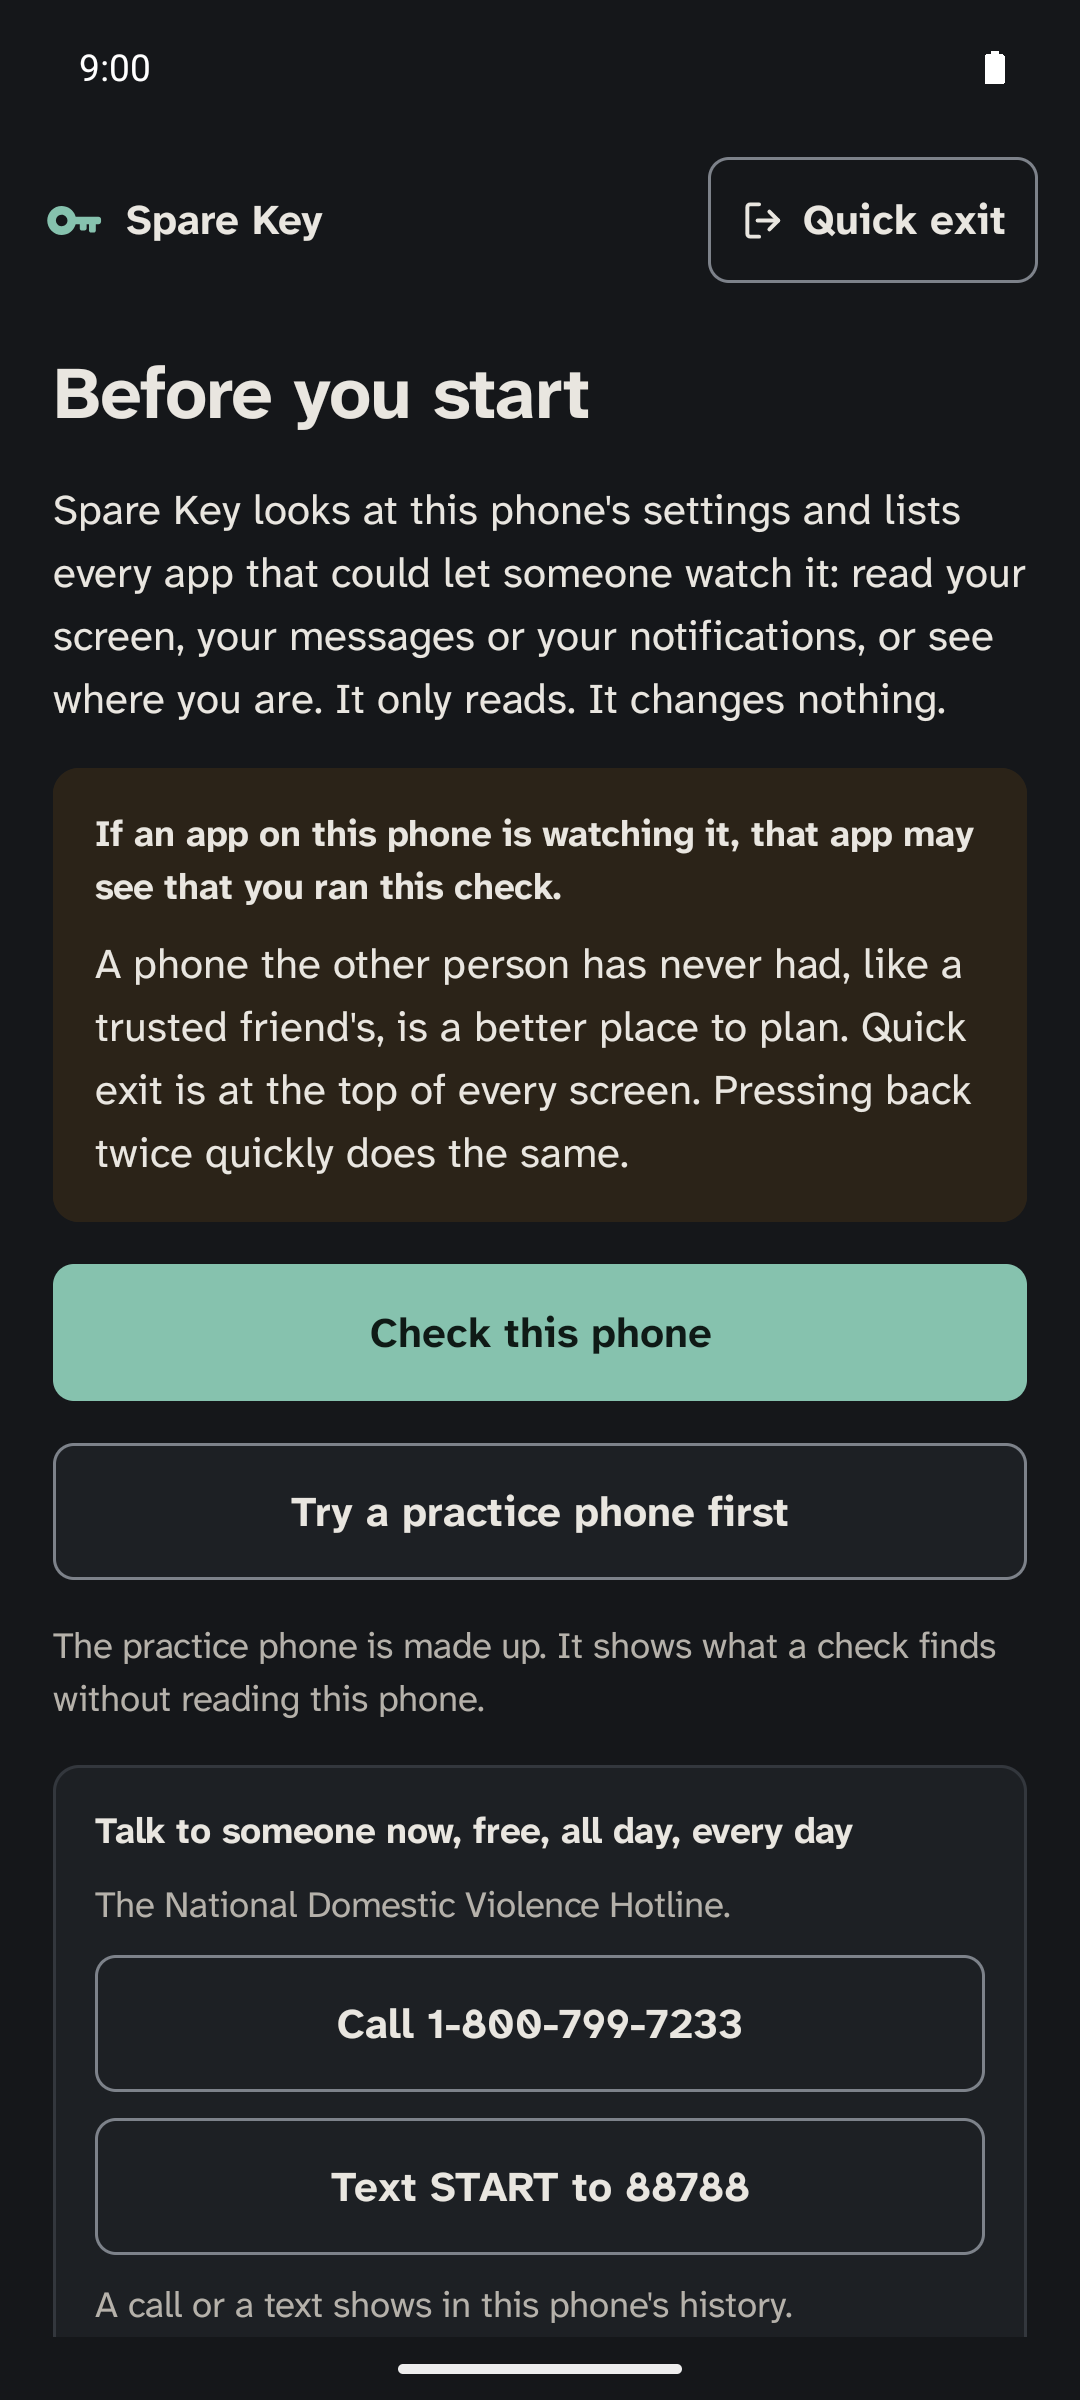 9:00
Spare Key
Quick exit
Before you start
Spare Key looks at this phone's settings and lists
every app that could let someone watch it: read your
screen, your messages or your notifications, or see
where you are. It only reads. It changes nothing.
If an app on this phone is watching it, that app may
see that you ran this check.
A phone the other person has never had, like a
trusted friend's, is a better place to plan. Quick
exit is at the top of every screen. Pressing back
twice quickly does the same.
Check this phone
Try a practice phone first
The practice phone is made up. It shows what a check finds
without reading this phone.
Talk to someone now, free, all day, every day
The National Domestic Violence Hotline.
Call 1-800-799-7233
Text START to 88788
A call or a text shows in this phone's history.